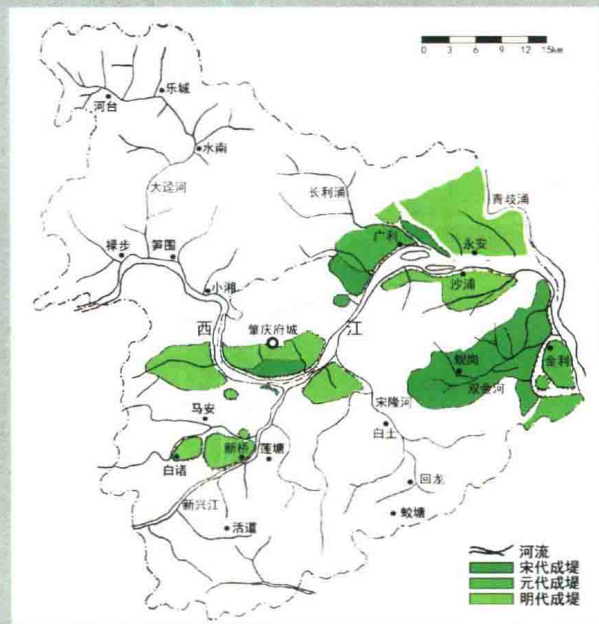 0 3 6 9 12 15km
乐城
河台
水南
大迳河
长利涌
青歧涌
广利
永安
禄步
笋围
沙浦
小湘
西
江
肇庆府城
金利
蚬岗
双金河
马安
宋隆河
白土
新桥
莲塘
白诸
回龙
新兴江
活道
蛟塘
河流
宋代成堤
元代成堤
明代成堤